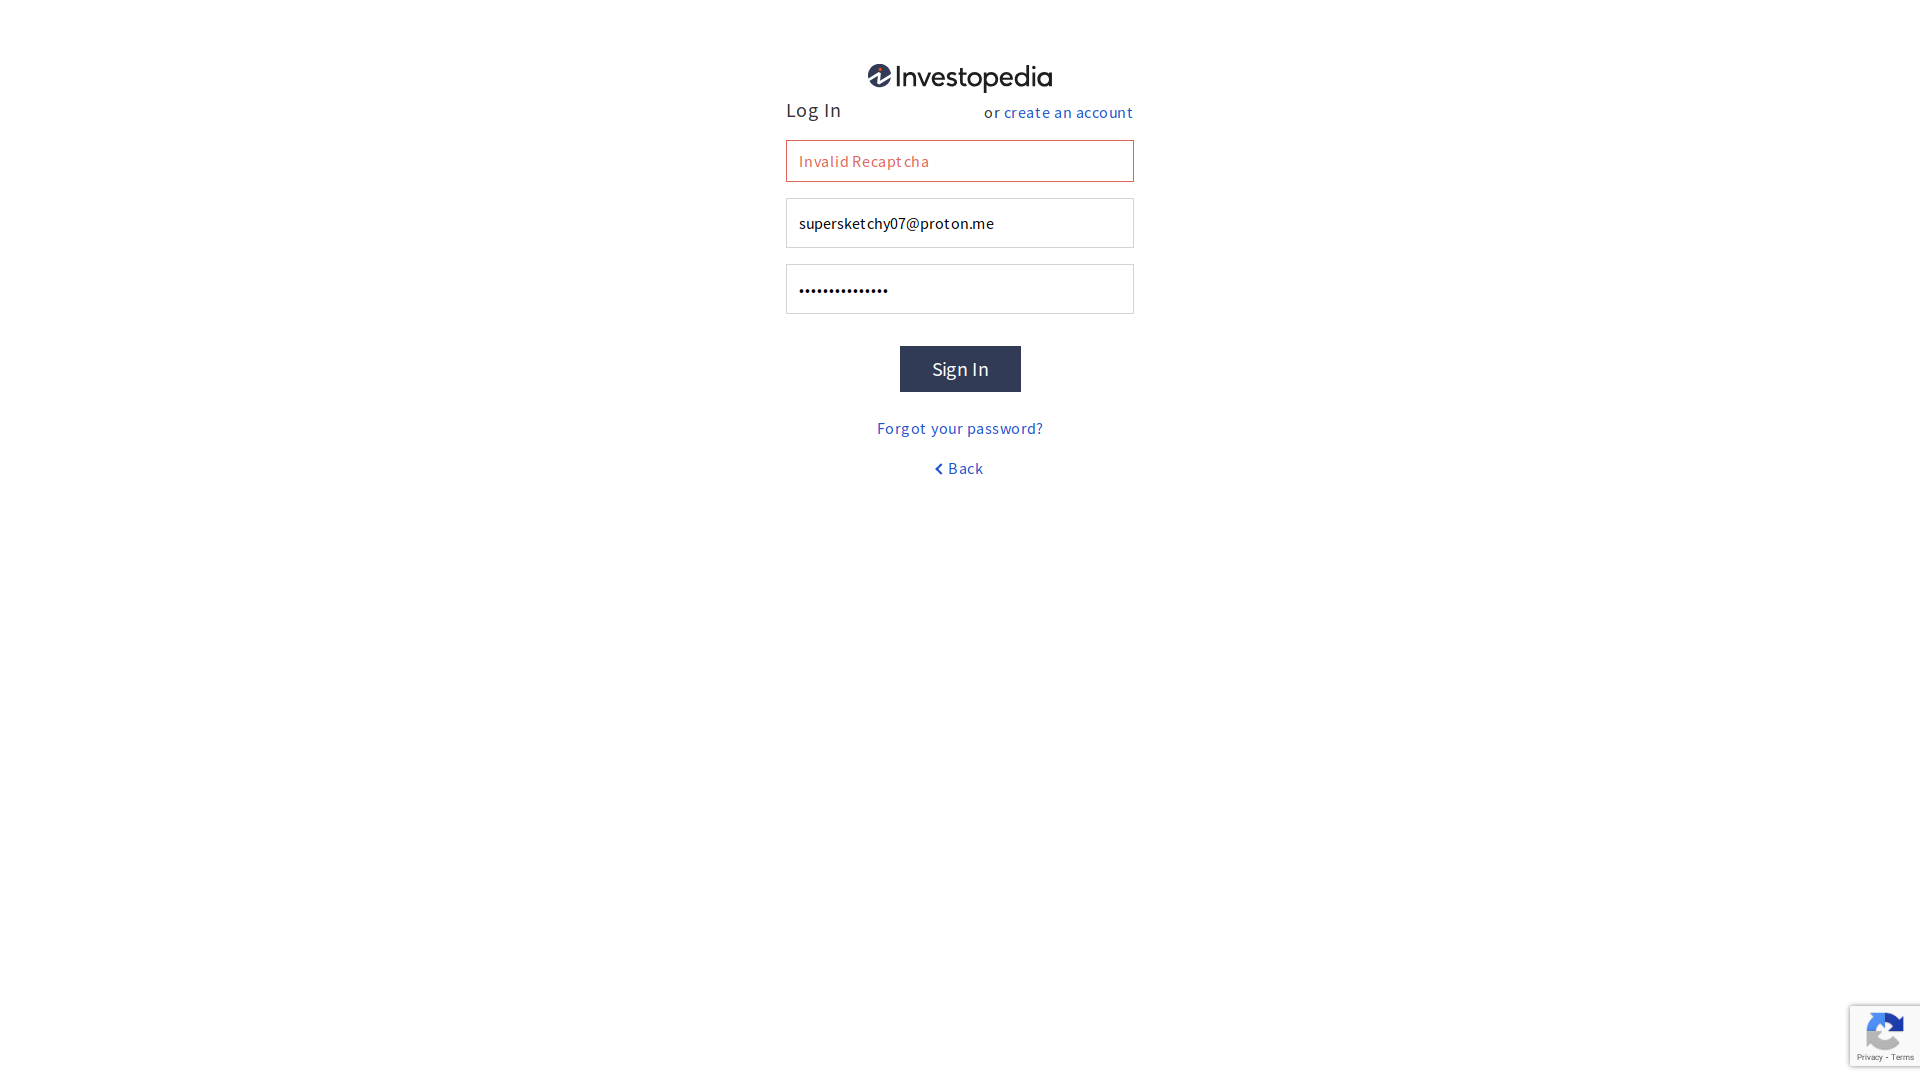 Investopedia
Log In
or create an account
Invalid Recaptcha
supersketchy07@proton.me
•••••••••••••••
Sign In
Forgot your password?
Back
Privacy - Terms